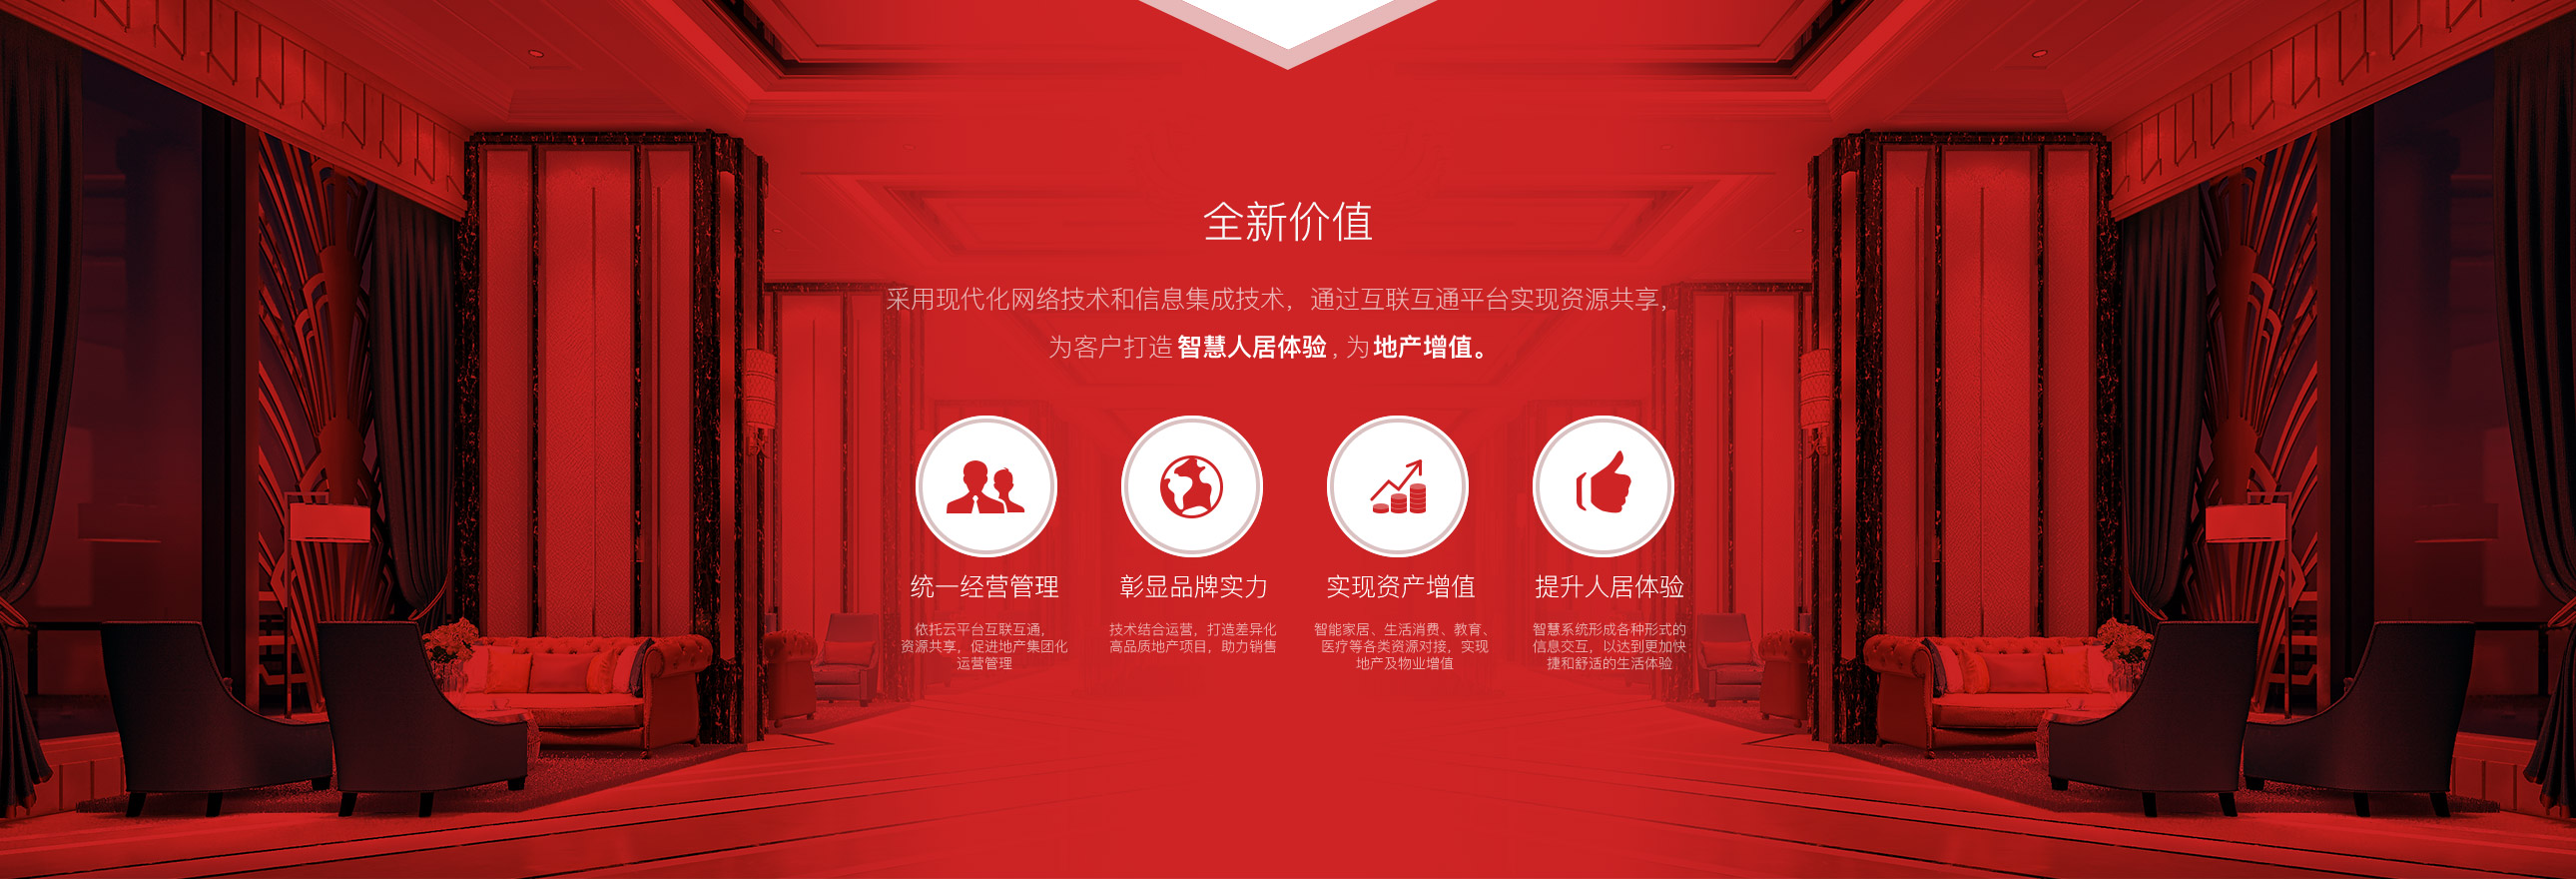 全新价值
采用现代化网络技术和信息集成技术，通过互联互通平台实现资源共享，
为客户打造 智慧人居体验 , 为 地产增值。
统一经营管理
依托云平台互联互通，
资源共享，促进地产集团化
运营管理
彰显品牌实力
技术结合运营，打造差异化
高品质地产项目，助力销售
实现资产增值
智能家居、生活消费、教育、
医疗等各类资源对接，实现
地产及物业增值
提升人居体验
智慧系统形成各种形式的
信息交互，以达到更加快
捷和舒适的生活体验